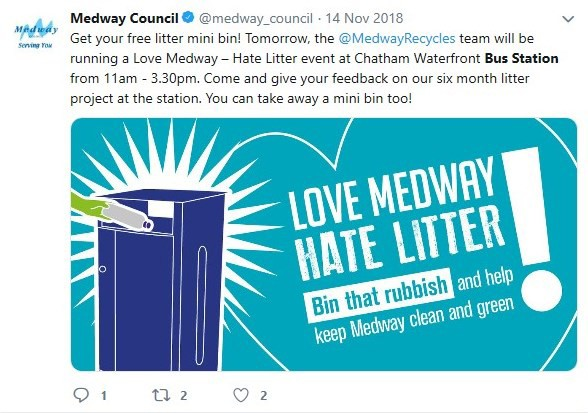 Medway Council @medway_council · 14 Nov 2018
Medway
Serving You
Get your free litter mini bin! Tomorrow, the @MedwayRecycles team will be
running a Love Medway – Hate Litter event at Chatham Waterfront Bus Station
from 11am - 3.30pm. Come and give your feedback on our six month litter
project at the station. You can take away a mini bin too!
LOVE MEDWAY
HATE LITTER!
Bin that rubbish and help
keep Medway clean and green
1 2 2